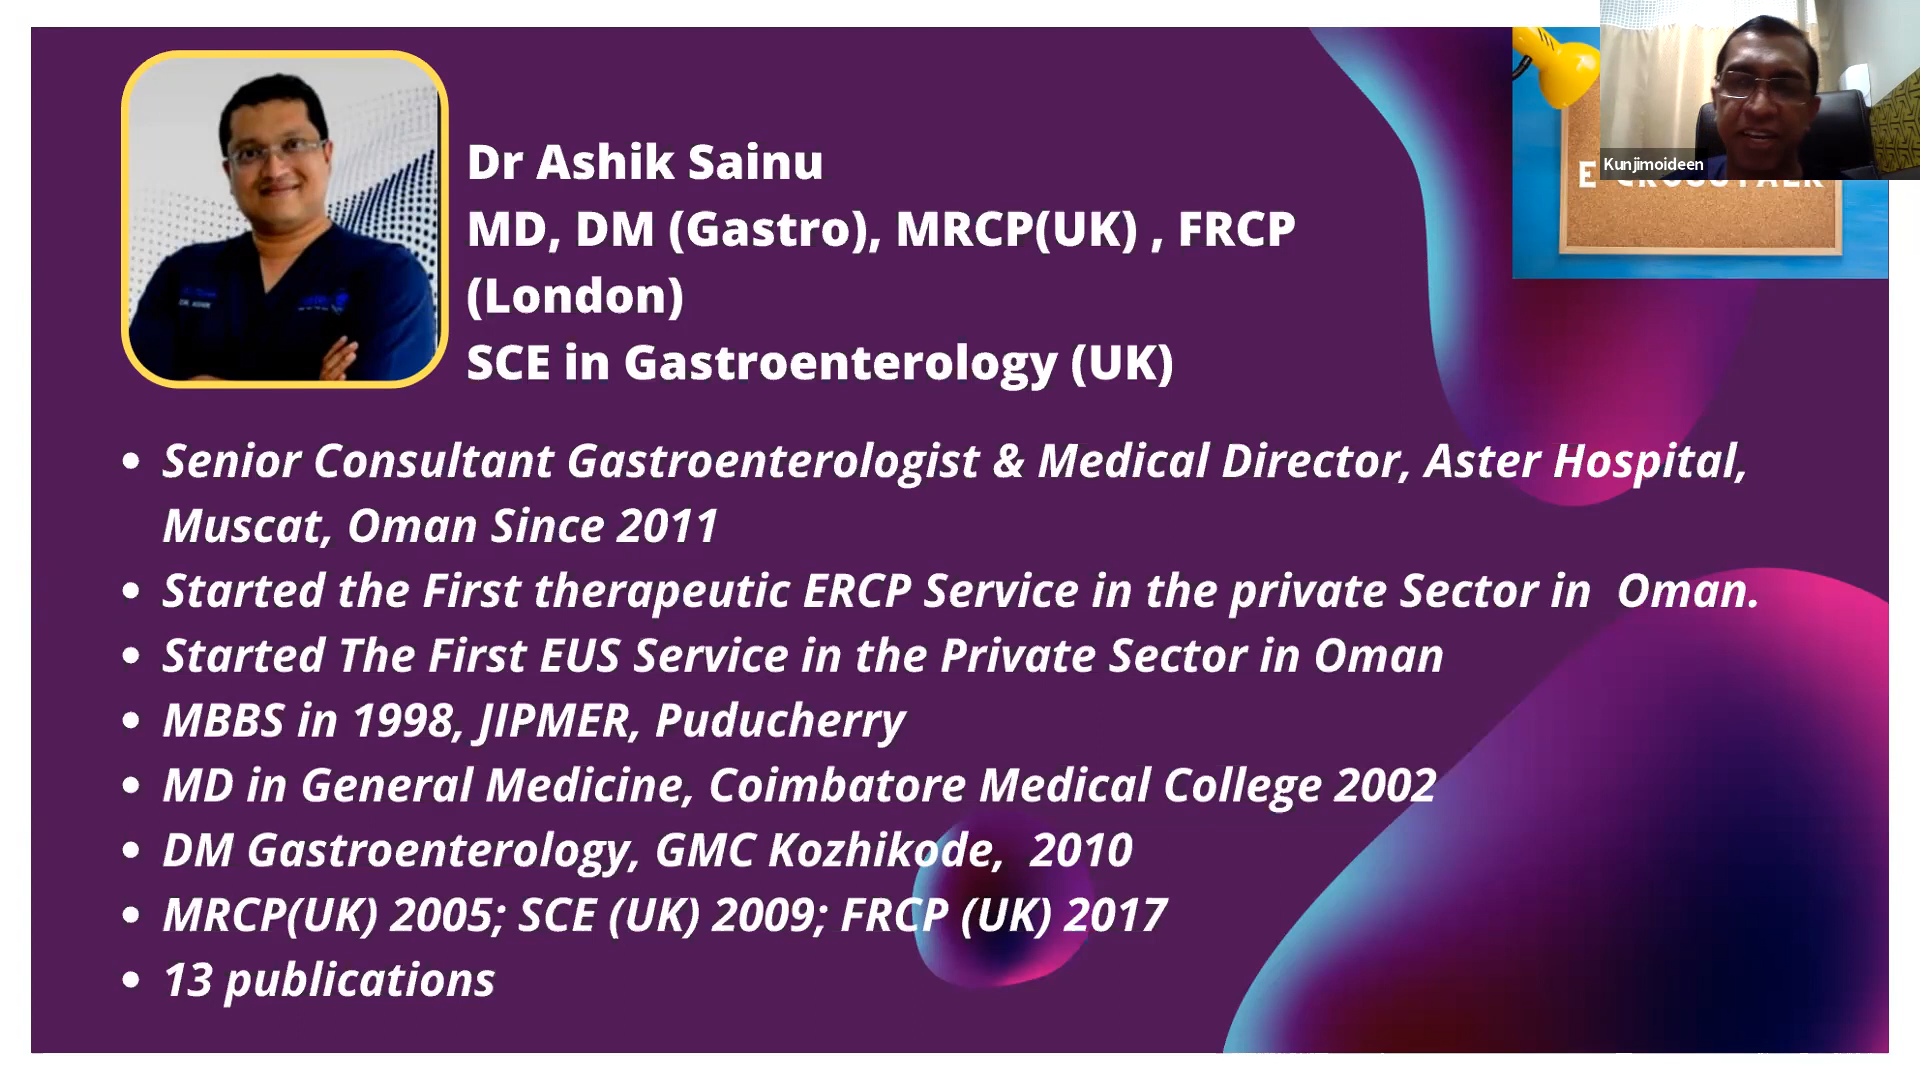 Dr Ashik Sainu
MD, DM (Gastro), MRCP(UK) , FRCP
(London)
SCE in Gastroenterology (UK)
Kunjimoideen
• Senior Consultant Gastroenterologist & Medical Director, Aster Hospital,
Muscat, Oman Since 2011
• Started the First therapeutic ERCP Service in the private Sector in Oman.
• Started The First EUS Service in the Private Sector in Oman
• MBBS in 1998, JIPMER, Puducherry
• MD in General Medicine, Coimbatore Medical College 2002
• DM Gastroenterology, GMC Kozhikode, 2010
• MRCP(UK) 2005; SCE (UK) 2009; FRCP (UK) 2017
• 13 publications